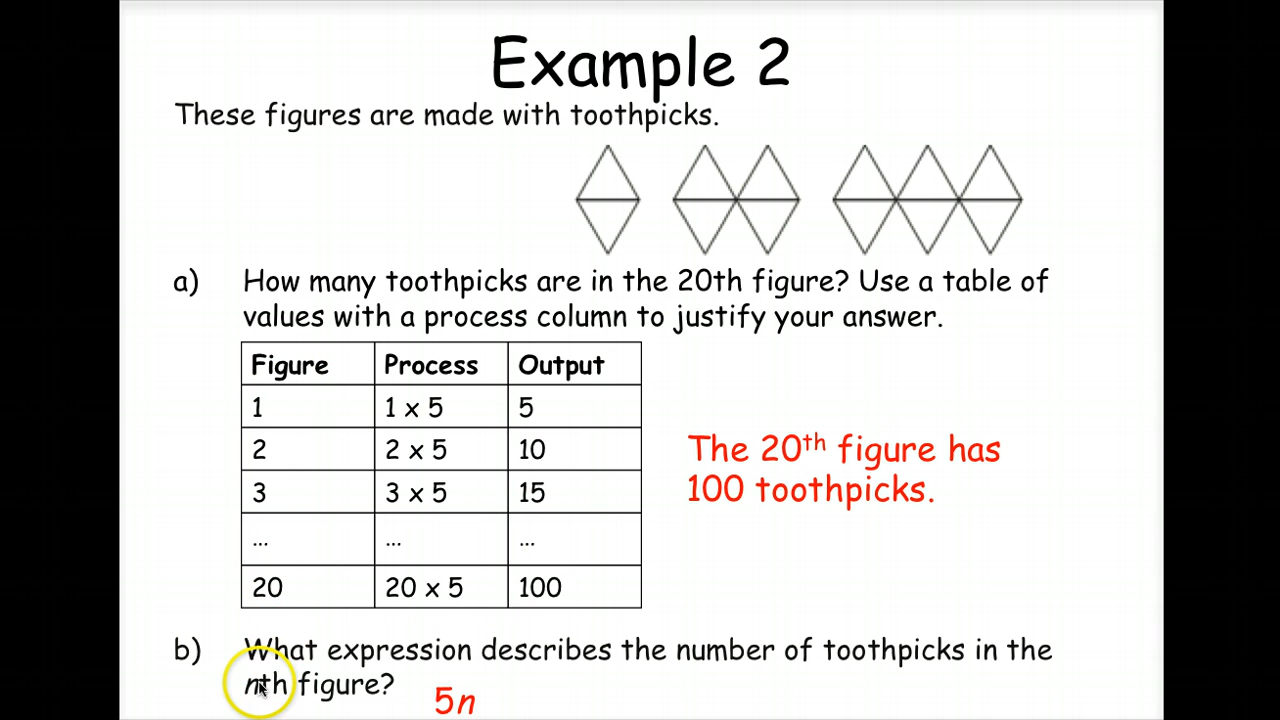 Example 2
These figures are made with toothpicks.
a) How many toothpicks are in the 20th figure? Use a table of
values with a process column to justify your answer.
Figure Process Output
1 1 x 5 5
2 2 x 5 10
3 3 x 5 15
... ... ...
20 20 x 5 100
The 20th figure has
100 toothpicks.
b) What expression describes the number of toothpicks in the
nth figure?
5n